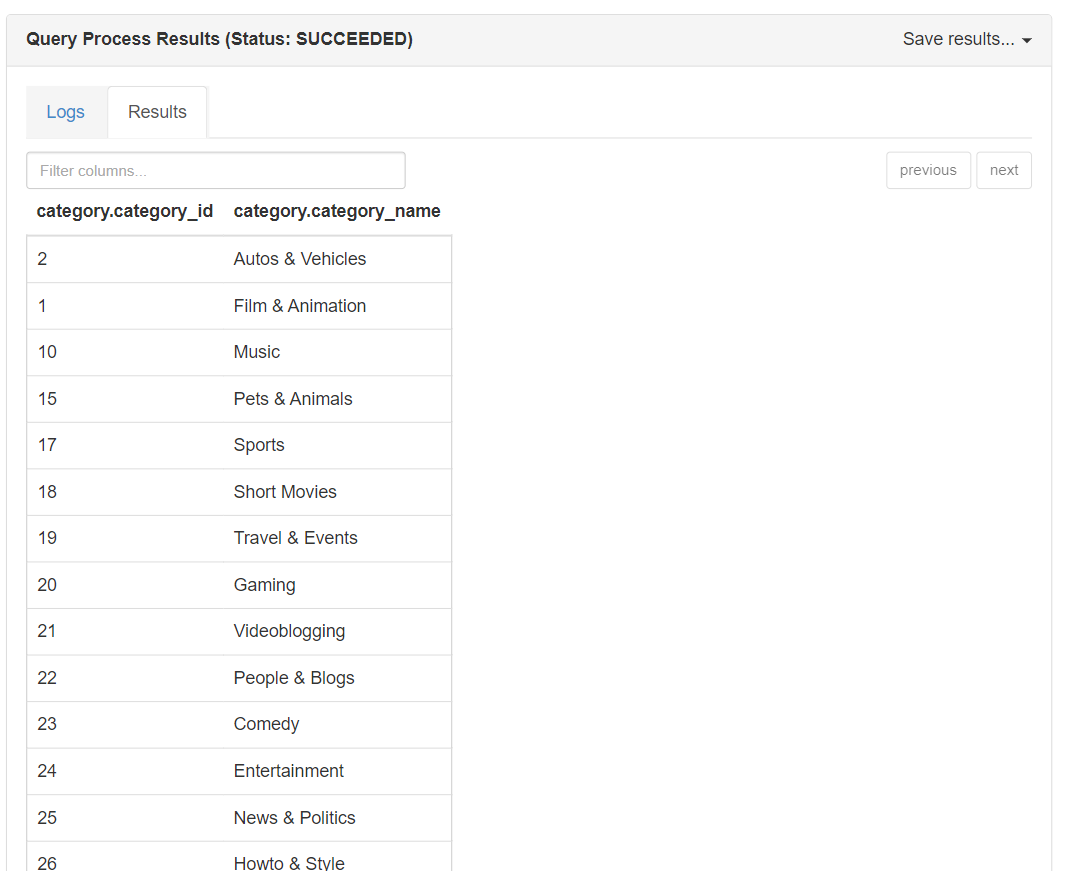 Query Process Results (Status: SUCCEEDED) Save results...
Logs Results
Filter columns... previous next
category.category_id category.category_name
2 Autos & Vehicles
1 Film & Animation
10 Music
15 Pets & Animals
17 Sports
18 Short Movies
19 Travel & Events
20 Gaming
21 Videoblogging
22 People & Blogs
23 Comedy
24 Entertainment
25 News & Politics
26 Howto & Style